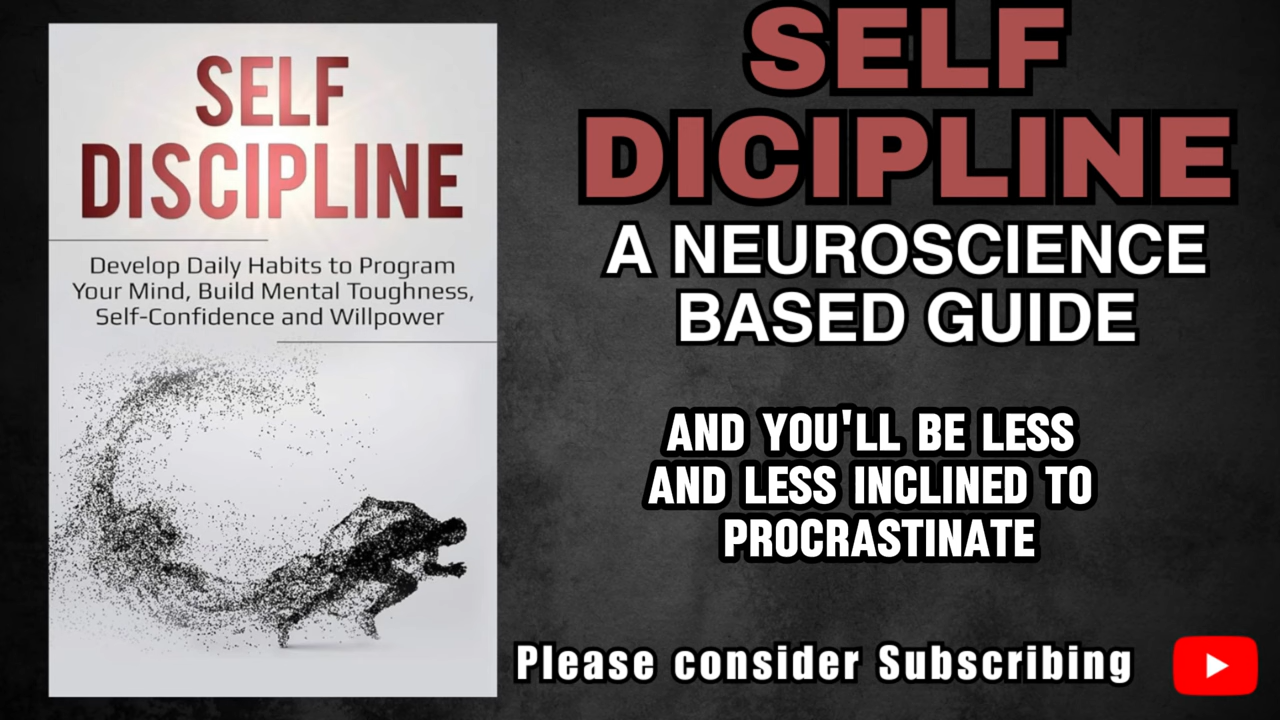 SELF
DISCIPLINE
Develop Daily Habits to Program
Your Mind, Build Mental Toughness,
Self-Confidence and Willpower
SELF
DICIPLINE
A NEUROSCIENCE
BASED GUIDE
AND YOU'LL BE LESS
AND LESS INCLINED TO
PROCRASTINATE
Please consider Subscribing